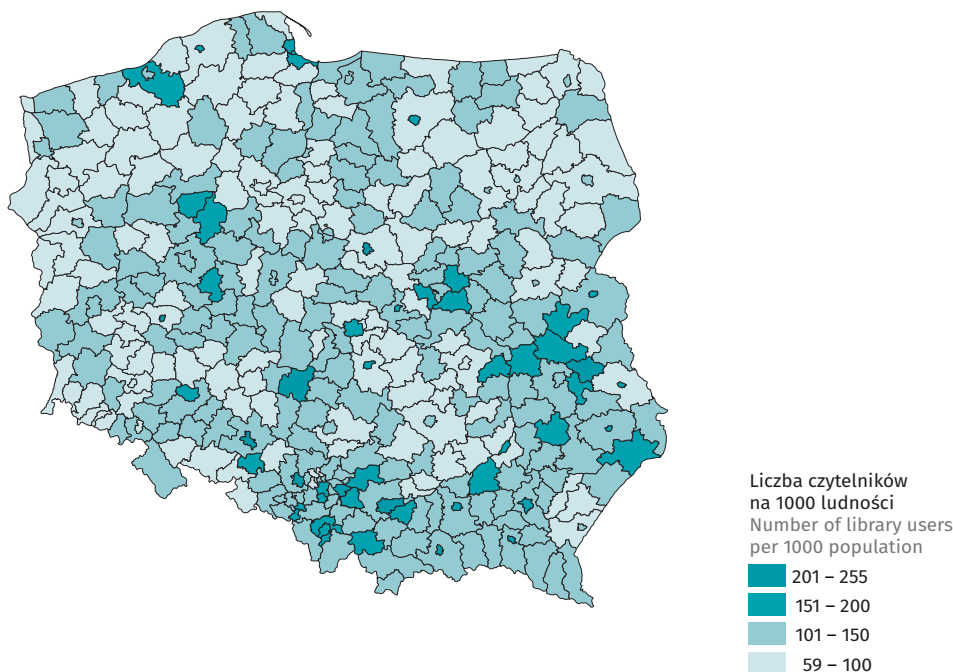 Liczba czytelników
na 1000 ludności
Number of library users
per 1000 population
201 – 255
151 – 200
101 – 150
59 – 100